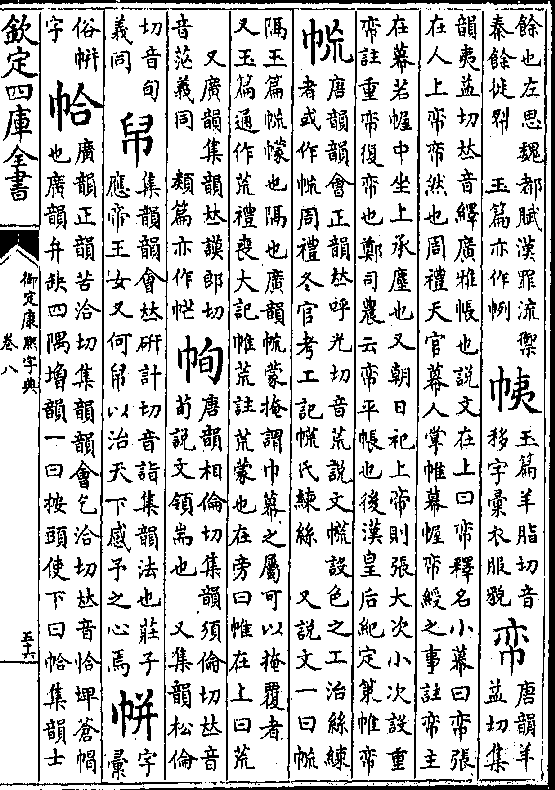 餘也左思魏都賦漢罪流禦
秦餘徙𠛱 玉篇亦作
玉篇羊脂切音
移字彙衣服貌
帟
唐韻羊
益切集
韻夷益切𠀤音繹廣雅帳也說文在上曰帟釋名小幕曰帟張
在人上帟帟然也周禮天官幕人掌帷幕幄帟綬之事註帟主
在幕若幄中坐上承塵也又朝日祀上帝則張大次小次設重
帟註重帟復帟也鄭司農云帟平帳也後漢皇后紀定策帷帟
㡆
唐韻韻會正韻𠀤呼光切音荒說文㡆設色之工治絲練
者或作周禮冬官考工記㡆氏練絲 又說文一曰㡆
隔玉篇㡆幪也隔也廣韻㡆蒙掩謂巾幕之屬可以掩覆者
又玉篇通作荒禮喪大記帷荒註荒蒙也在旁曰帷在上曰荒
又廣韻集韻𠀤謨郎切
音茫義同 類篇亦作
唐韻相倫切集韻須倫切𠀤音
荀說文領耑也 又集韻松倫
切音旬
義同
帠
集韻韻會𠀤硏計切音詣集韻法也莊子
應帝王女又何帠以治天下感予之心焉
帡
字
彙
俗帲
字
帢
廣韻正韻苦洽切集韻韻會乞洽切𠀤音恰埤蒼帽
也廣韻弁缺四隅增韻一曰按頭使下曰帢集韻士
欽定四庫全書
御定康熙字典
卷八
五十六